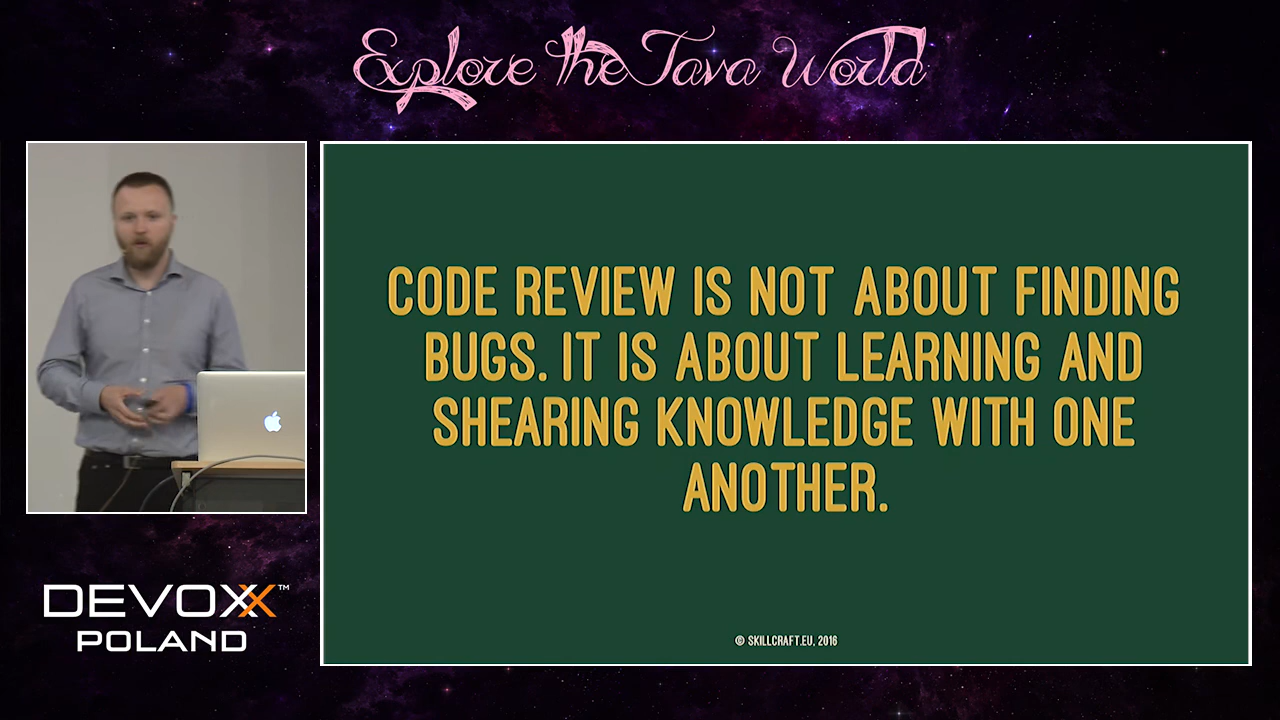 Explore the Java World
CODE REVIEW IS NOT ABOUT FINDING
BUGS. IT IS ABOUT LEARNING AND
SHEARING KNOWLEDGE WITH ONE
ANOTHER.
© SKILLCRAFT.EU, 2016
DEVOXX™
POLAND